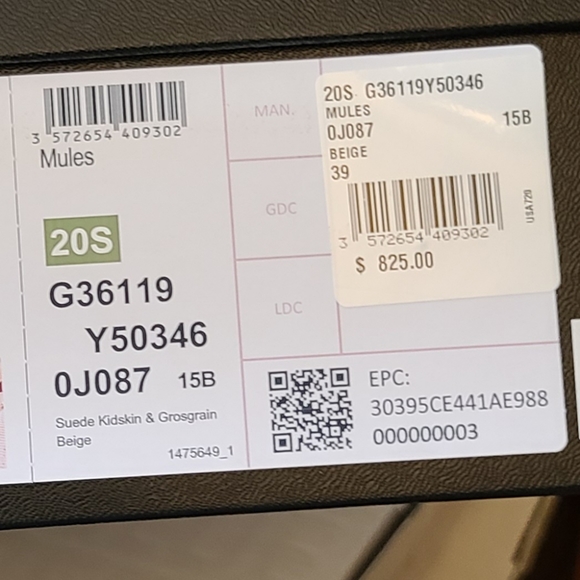 3 572654 409302
Mules
20S
G36119
Y50346
0J087 15B
Suede Kidskin & Grosgrain
Beige
1475649_1
MAN.
GDC
LDC
20S G36119Y50346
MULES
0J087 15B
BEIGE
39
3 572654 409302
USA720
$ 825.00
EPC:
30395CE441AE988
000000003